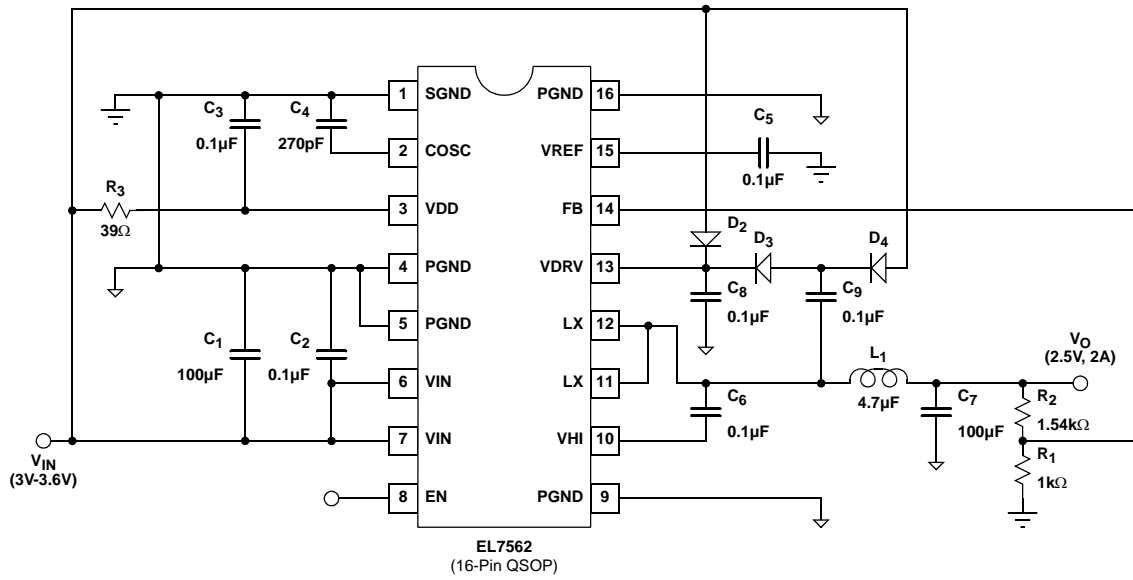 1 SGND PGND 16
C3 0.1µF
C4 270pF
C5 0.1µF
2 COSC VREF 15
R3 39Ω
3 VDD FB 14
D2
D3
D4
4 PGND VDRV 13
C8 0.1µF
C9 0.1µF
5 PGND LX 12
C1 100µF
C2 0.1µF
VO
(2.5V, 2A)
L1 4.7µF
6 VIN LX 11
C6 0.1µF
C7 100µF
R2 1.54kΩ
7 VIN VHI 10
VIN
(3V-3.6V)
R1 1kΩ
8 EN PGND 9
EL7562
(16-Pin QSOP)